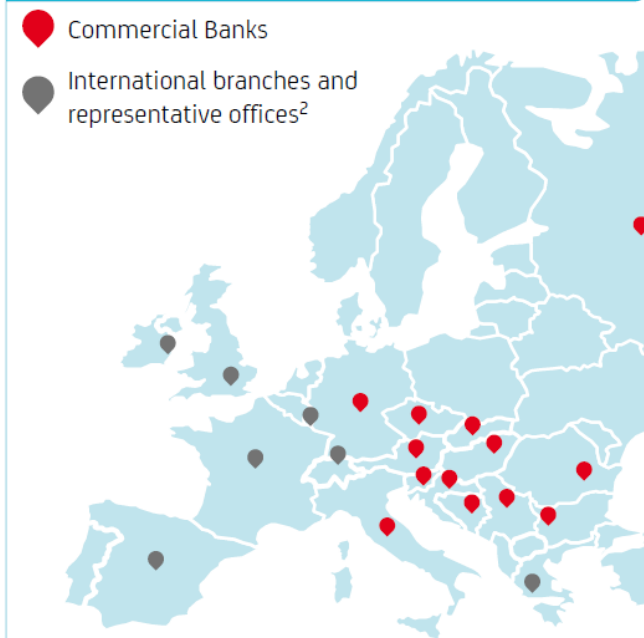 Commercial Banks
International branches and
representative offices²